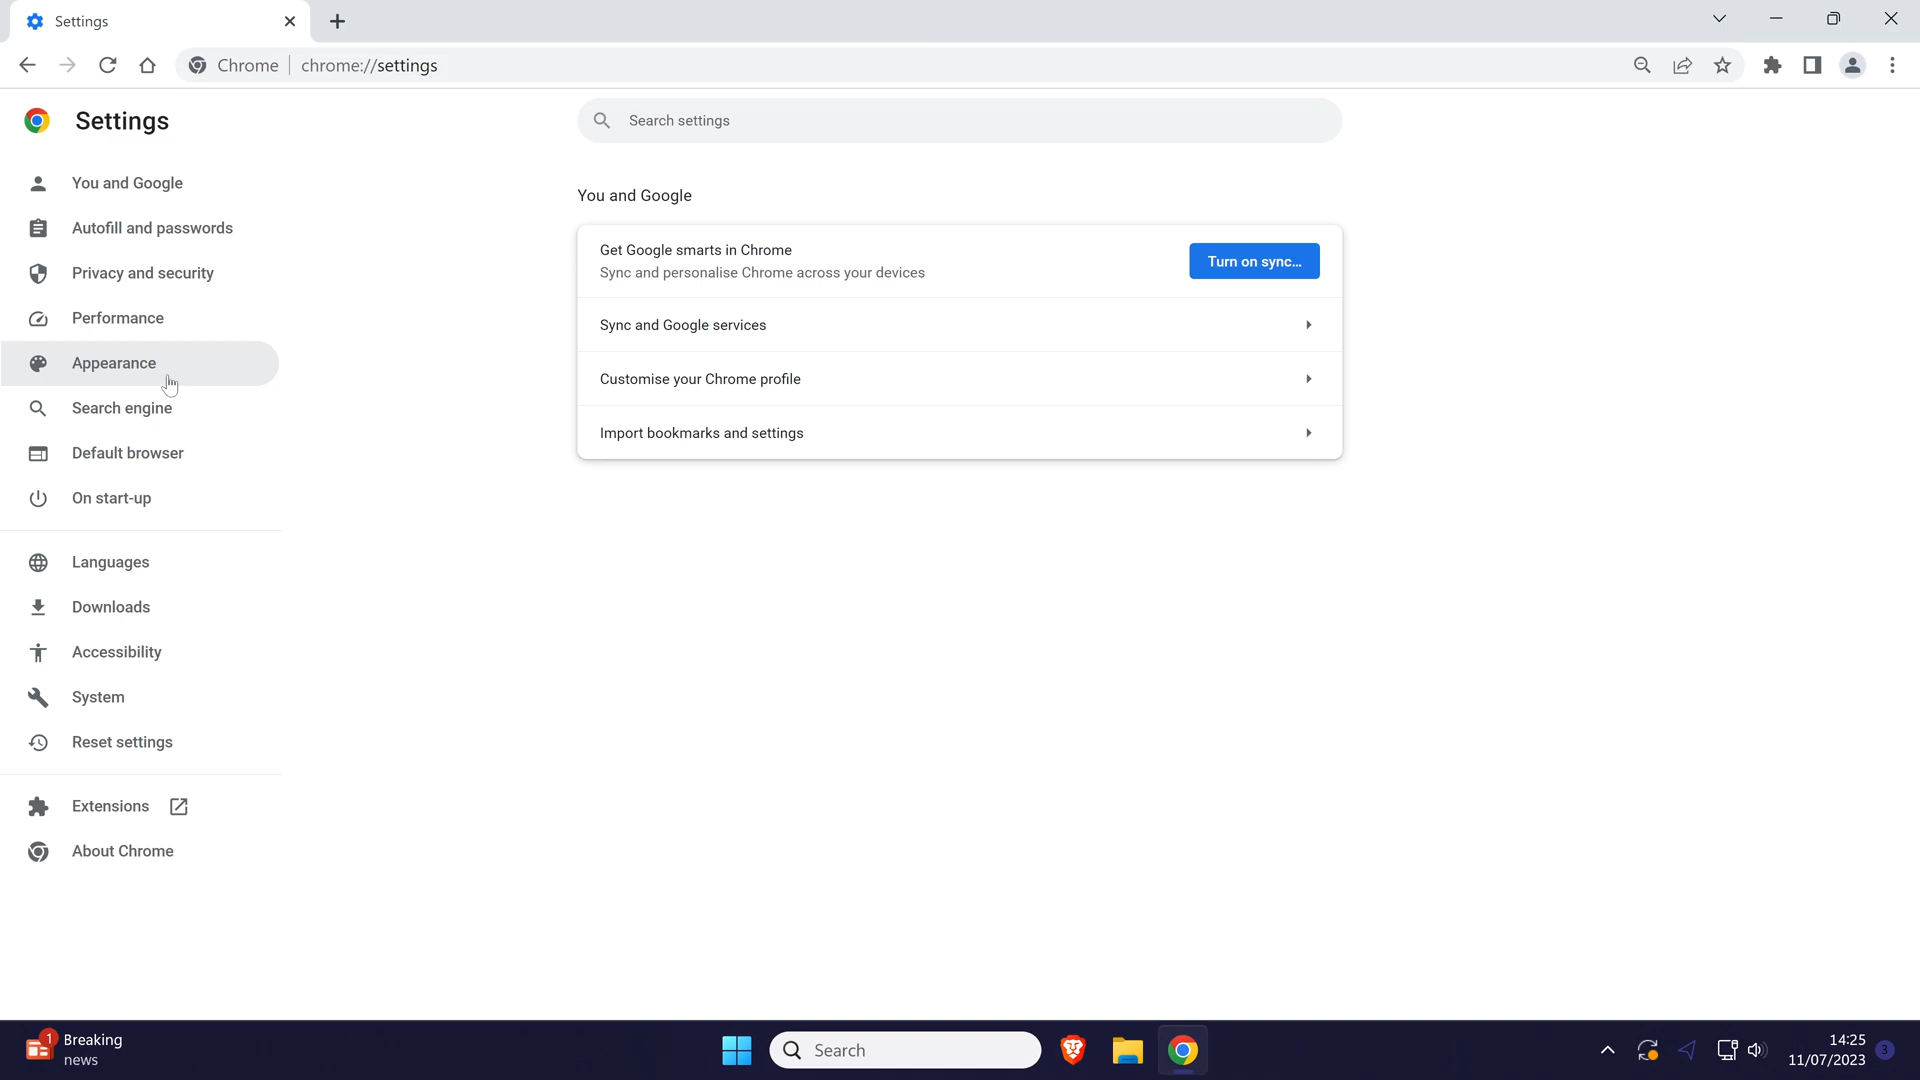 Settings
Chrome
chrome://settings
Settings
Search settings
You and Google
Autofill and passwords
Privacy and security
Performance
Appearance
Search engine
Default browser
On start-up
Languages
Downloads
Accessibility
System
Reset settings
Extensions
About Chrome
You and Google
Get Google smarts in Chrome
Sync and personalise Chrome across your devices
Turn on sync...
Sync and Google services
Customise your Chrome profile
Import bookmarks and settings
1
Breaking
news
Search
14:25
11/07/2023
3